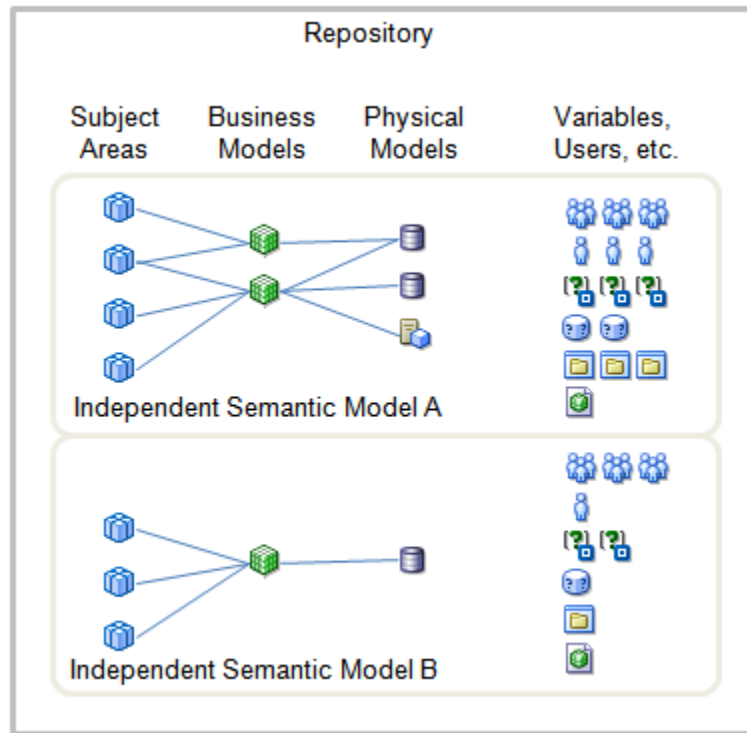 Repository
Subject Areas
Business Models
Physical Models
Variables, Users, etc.
Independent Semantic Model A
Independent Semantic Model B